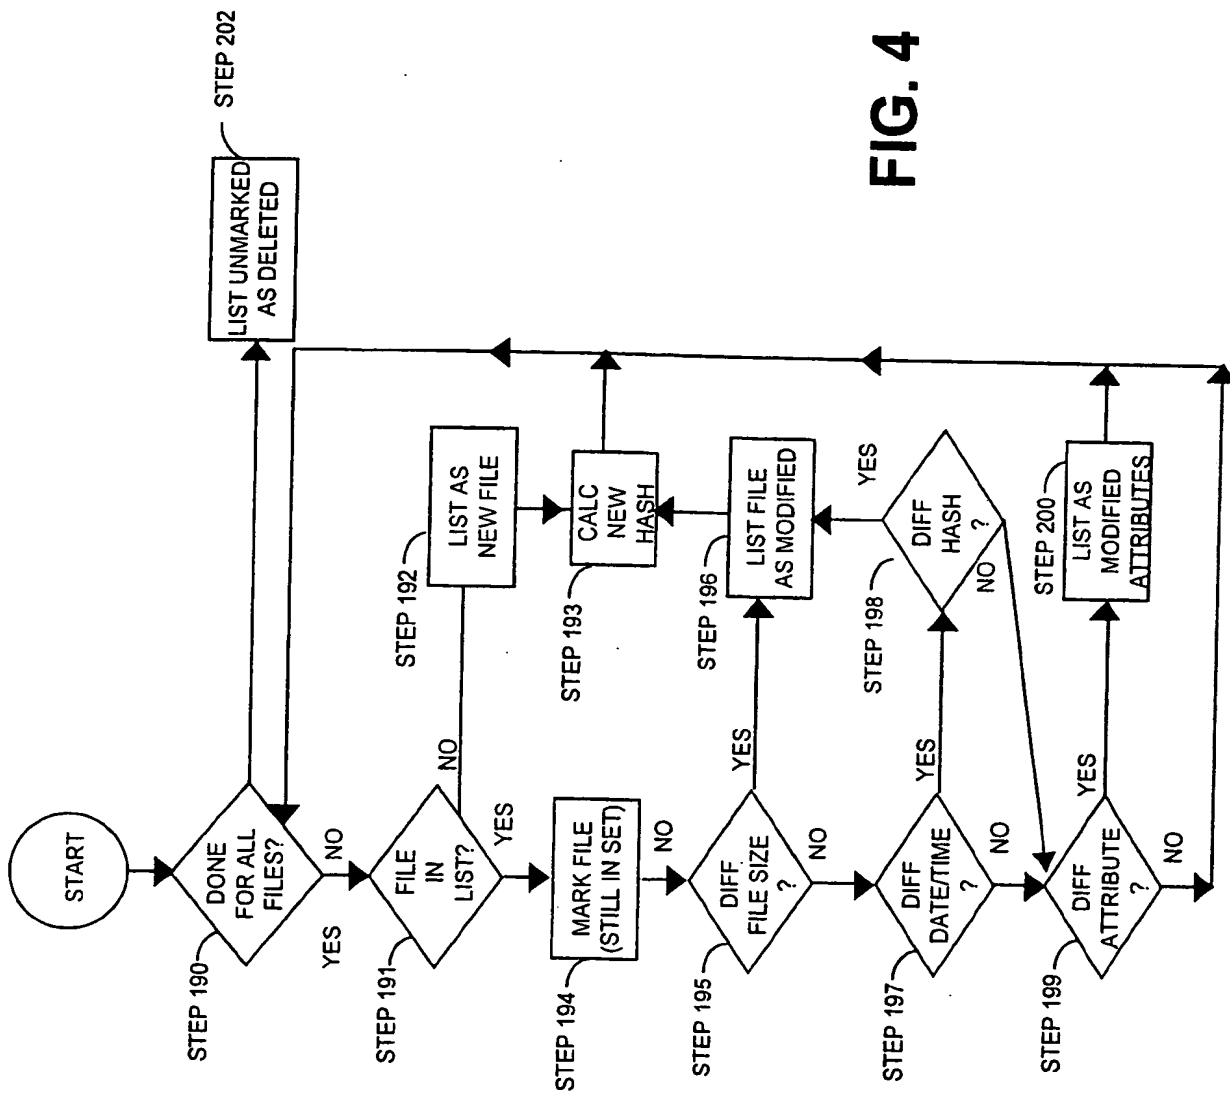 START
DONE
FOR ALL
FILES?
STEP 190
YES
NO
LIST UNMARKED
AS DELETED
STEP 202
FILE
IN
LIST?
STEP 191
NO
YES
LIST AS
NEW FILE
STEP 192
CALC
NEW
HASH
STEP 193
MARK FILE
(STILL IN SET)
STEP 194
NO
DIFF
FILE SIZE
?
STEP 195
YES
NO
LIST FILE
AS MODIFIED
STEP 196
DIFF
DATE/TIME
?
STEP 197
YES
NO
DIFF
HASH
?
STEP 198
YES
NO
DIFF
ATTRIBUTE
?
STEP 199
YES
NO
LIST AS
MODIFIED
ATTRIBUTES
STEP 200
FIG. 4